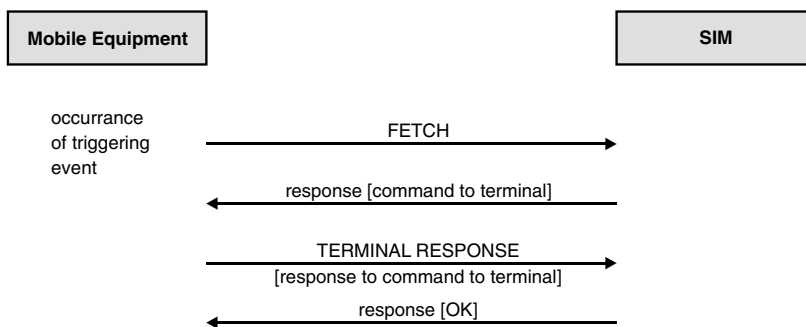 Mobile Equipment
SIM
occurrance
of triggering
event
FETCH
response [command to terminal]
TERMINAL RESPONSE
[response to command to terminal]
response [OK]